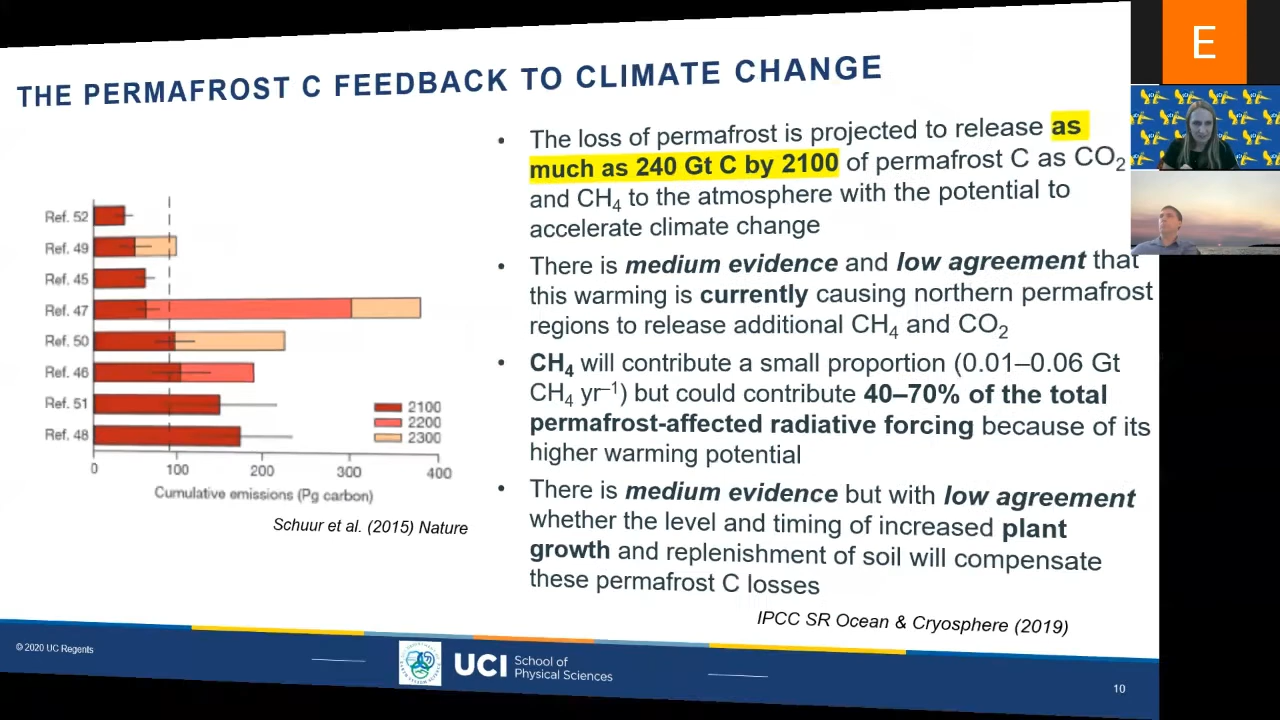 E
THE PERMAFROST C FEEDBACK TO CLIMATE CHANGE
Ref. 52
Ref. 49
Ref. 45
Ref. 47
Ref. 50
Ref. 46
Ref. 51
Ref. 48
2100
2200
2300
0 100 200 300 400
Cumulative emissions (Pg carbon)
Schuur et al. (2015) Nature
• The loss of permafrost is projected to release as
much as 240 Gt C by 2100 of permafrost C as CO₂
and CH₄ to the atmosphere with the potential to
accelerate climate change
• There is medium evidence and low agreement that
this warming is currently causing northern permafrost
regions to release additional CH₄ and CO₂
• CH₄ will contribute a small proportion (0.01–0.06 Gt
CH₄ yr⁻¹) but could contribute 40–70% of the total
permafrost-affected radiative forcing because of its
higher warming potential
• There is medium evidence but with low agreement
whether the level and timing of increased plant
growth and replenishment of soil will compensate
these permafrost C losses
IPCC SR Ocean & Cryosphere (2019)
© 2020 UC Regents
UCI School of
Physical Sciences
10